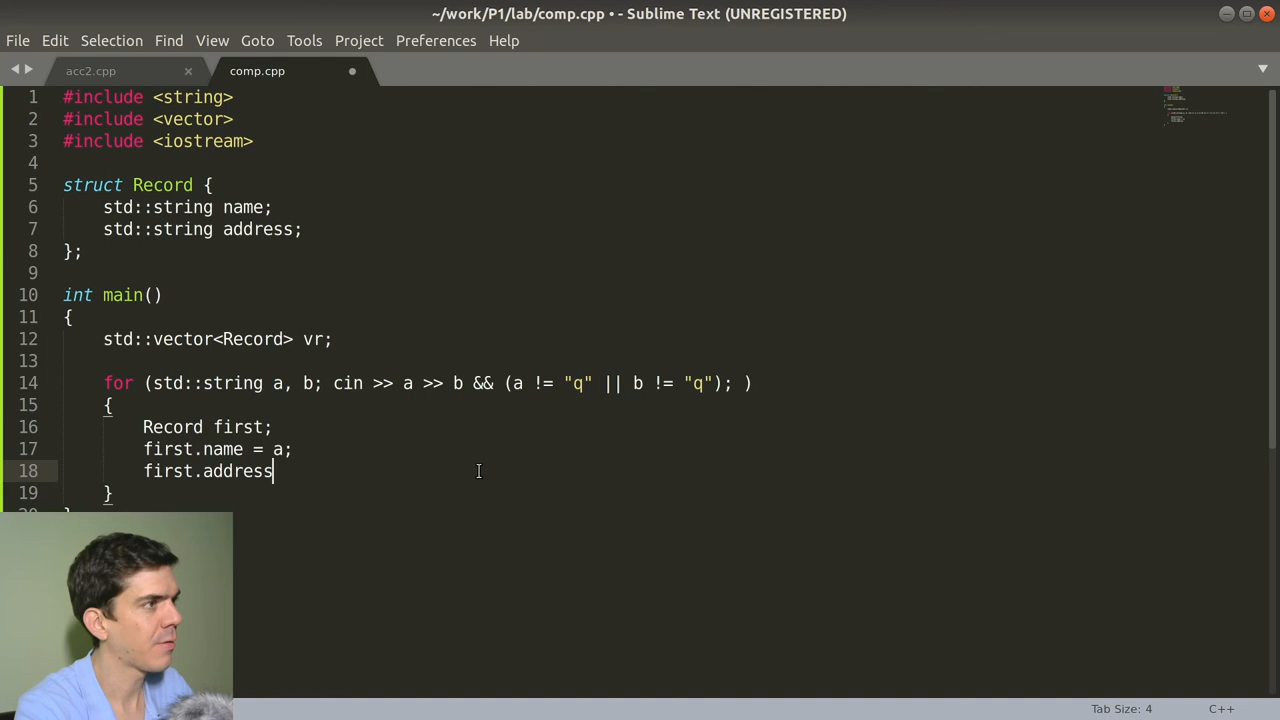 ~/work/P1/lab/comp.cpp • - Sublime Text (UNREGISTERED)
File Edit Selection Find View Goto Tools Project Preferences Help
acc2.cpp comp.cpp
1 #include <string>
2 #include <vector>
3 #include <iostream>
4
5 struct Record {
6 std::string name;
7 std::string address;
8 };
9
10 int main()
11 {
12 std::vector<Record> vr;
13
14 for (std::string a, b; cin >> a >> b && (a != "q" || b != "q"); )
15 {
16 Record first;
17 first.name = a;
18 first.address
19 }
Tab Size: 4 C++